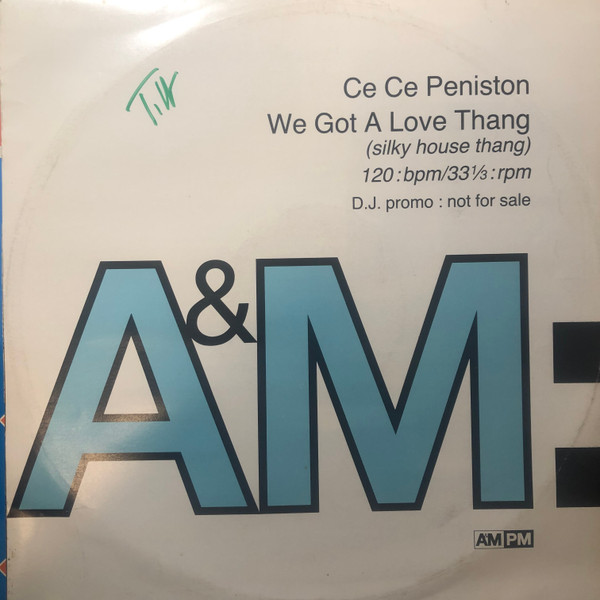 Ce Ce Peniston
We Got A Love Thang
(silky house thang)
120:bpm/33⅓:rpm
D.J. promo : not for sale
A&M:
AM PM